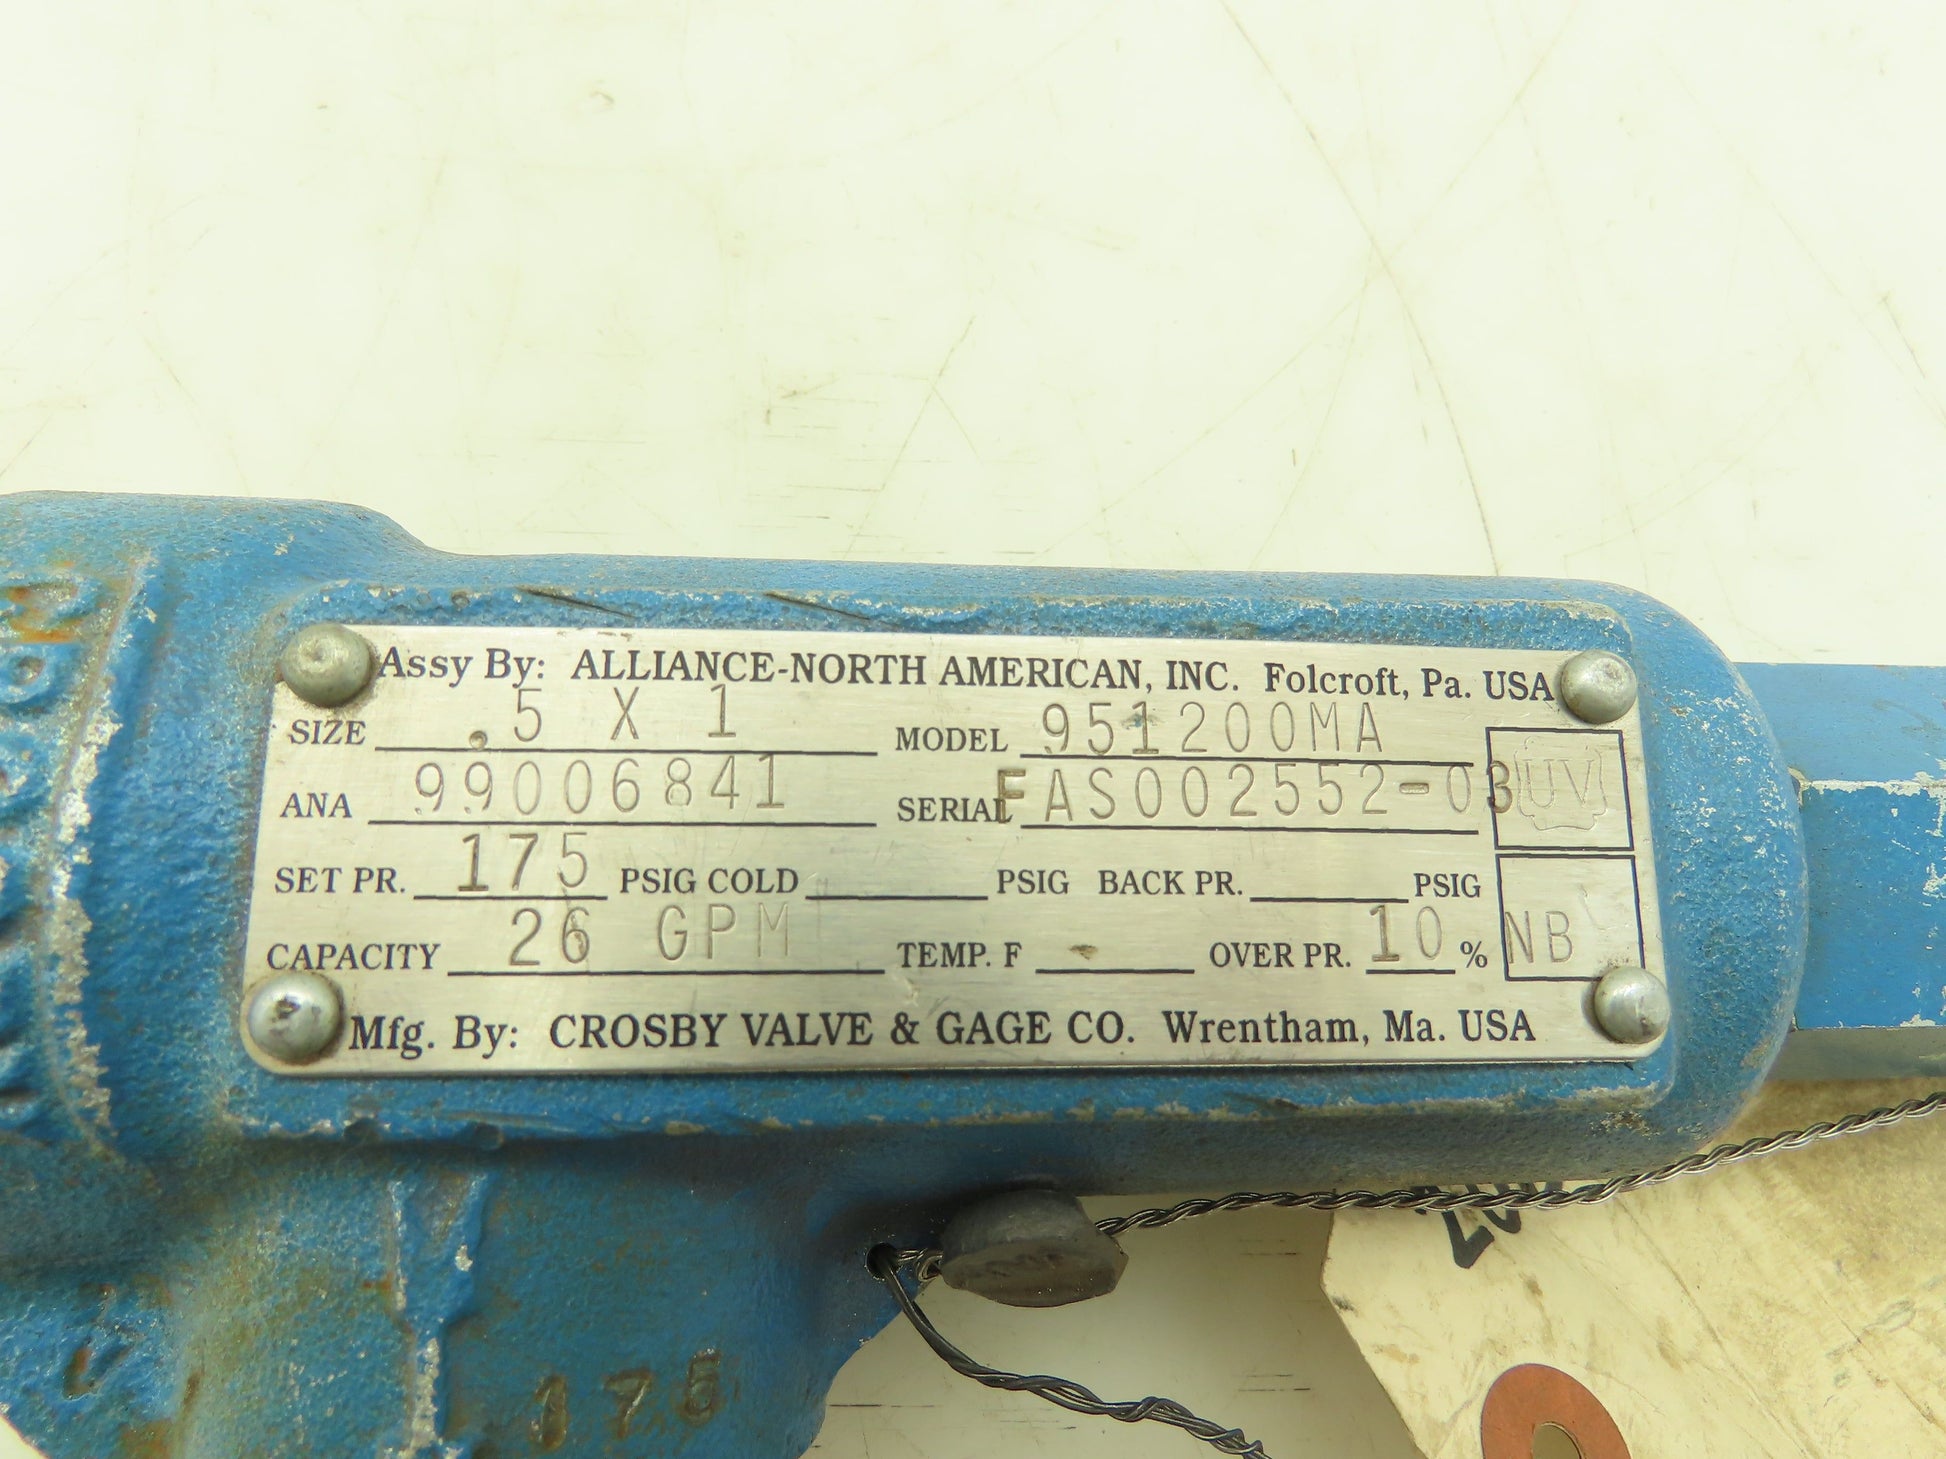 Assy By: ALLIANCE-NORTH AMERICAN, INC. Folcroft, Pa. USA
SIZE .5 X 1 MODEL 951200MA
ANA 99006841 SERIAL FAS002552-03 UV
SET PR. 175 PSIG COLD PSIG BACK PR. PSIG
CAPACITY 26 GPM TEMP. F - OVER PR. 10 % NB
Mfg. By: CROSBY VALVE & GAGE CO. Wrentham, Ma. USA
175